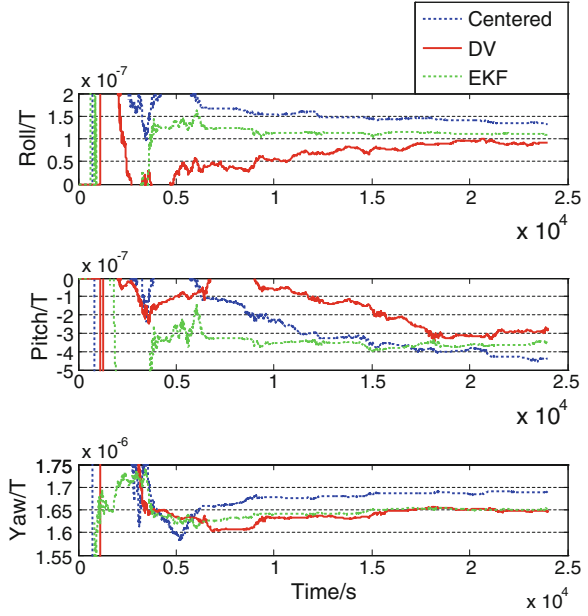 Centered
DV
EKF
x 10^-7
2
1.5
1
0.5
0
Roll/T
0 0.5 1 1.5 2 2.5
x 10^4
x 10^-7
0
-1
-2
-3
-4
-5
Pitch/T
0 0.5 1 1.5 2 2.5
x 10^4
x 10^-6
1.75
1.7
1.65
1.6
1.55
Yaw/T
0 0.5 1 1.5 2 2.5
Time/s
x 10^4